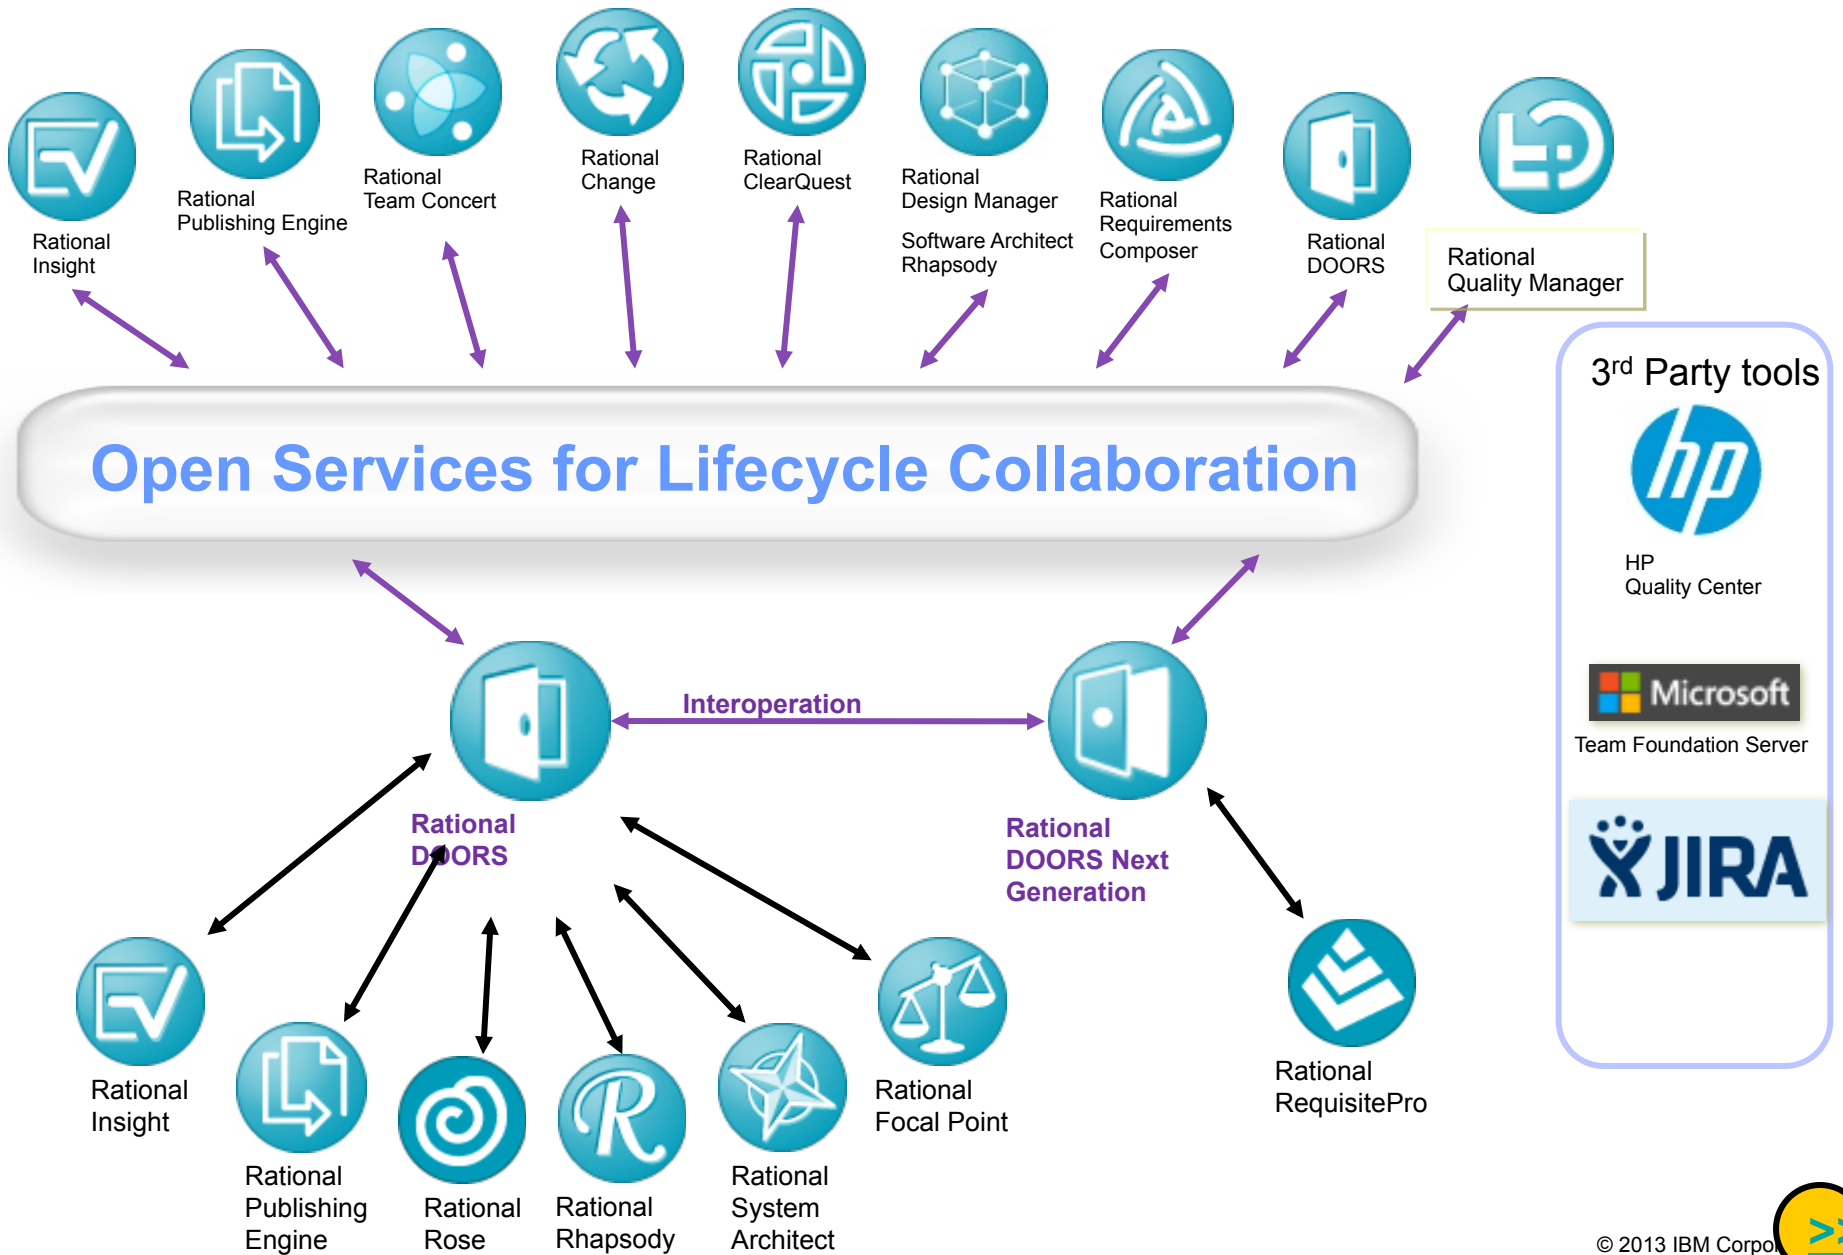 Rational
Insight
Rational
Publishing Engine
Rational
Team Concert
Rational
Change
Rational
ClearQuest
Rational
Design Manager
Software Architect
Rhapsody
Rational
Requirements
Composer
Rational
DOORS
Rational
Quality Manager
Open Services for Lifecycle Collaboration
3rd Party tools
hp
HP
Quality Center
Microsoft
Team Foundation Server
JIRA
Interoperation
Rational
DOORS
Rational
DOORS Next
Generation
Rational
Insight
Rational
Publishing
Engine
Rational
Rose
R
Rational
Rhapsody
Rational
System
Architect
Rational
Focal Point
Rational
RequisitePro
© 2013 IBM
>>